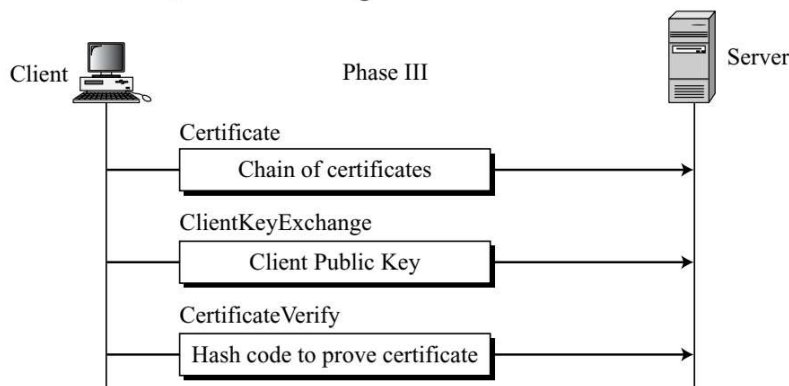 Client
Phase III
Server
Certificate
Chain of certificates
ClientKeyExchange
Client Public Key
CertificateVerify
Hash code to prove certificate